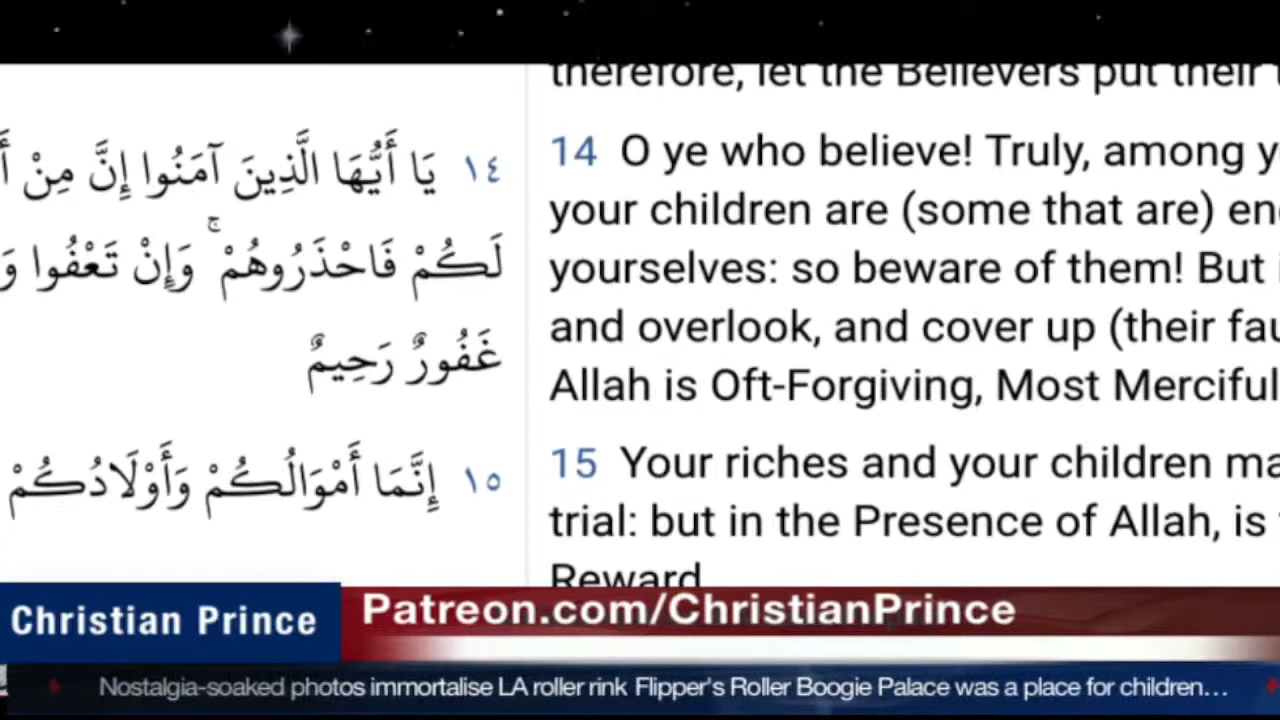 therefore, let the Believers put their
١٤ يَا أَيُّهَا الَّذِينَ آمَنُوا إِنَّ مِنْ
لَكُمْ فَاحْذَرُوهُمْ ۚ وَإِنْ تَعْفُوا
غَفُورٌ رَحِيمٌ
١٥ إِنَّمَا أَمْوَالُكُمْ وَأَوْلَادُكُمْ
14 O ye who believe! Truly, among
your children are (some that are)
yourselves: so beware of them! But
and overlook, and cover up (their
Allah is Oft-Forgiving, Most Merciful
15 Your riches and your children
trial: but in the Presence of Allah, is
Reward
Christian Prince
Patreon.com/ChristianPrince
Nostalgia-soaked photos immortalise LA roller rink Flipper's Roller Boogie Palace was a place for children...